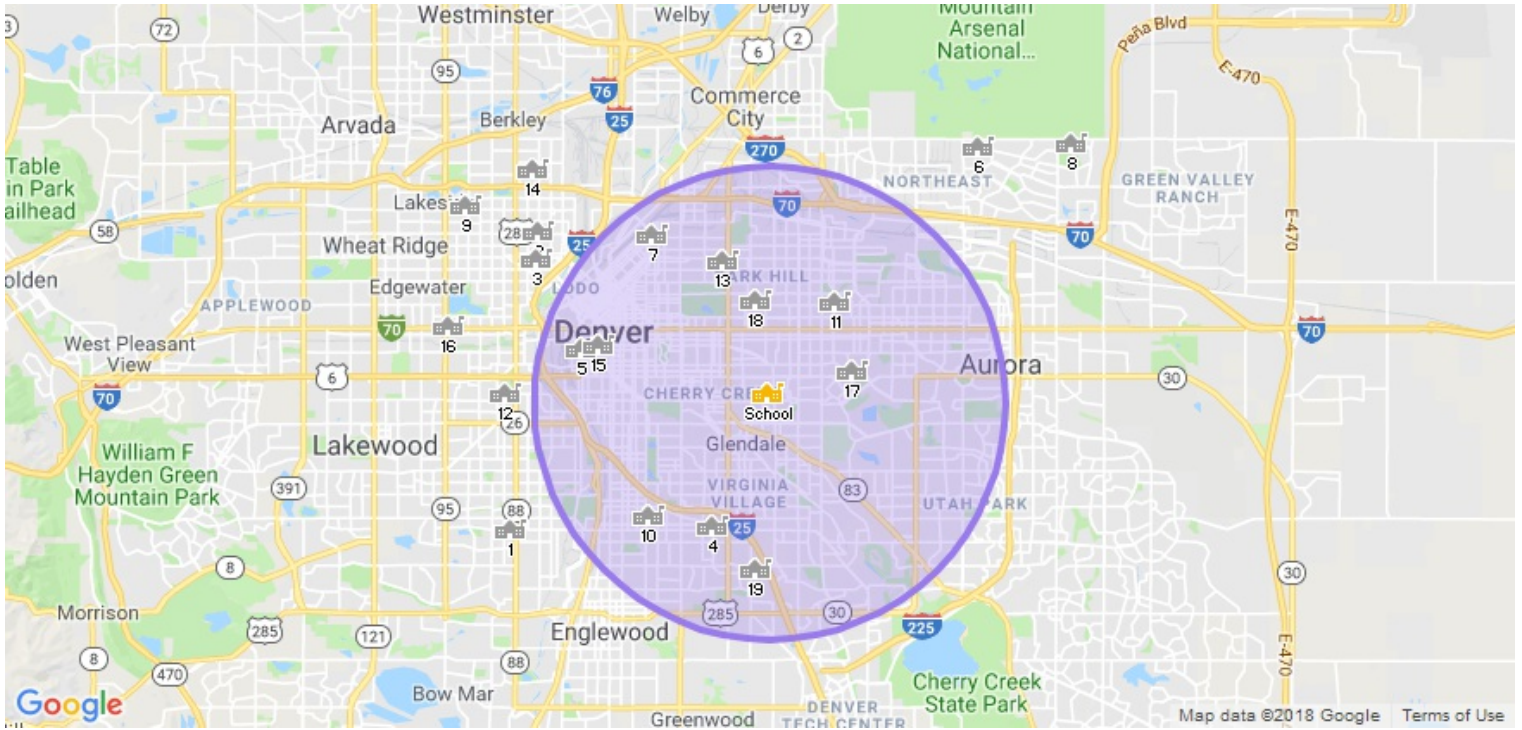 Westminster
Welby
Derby
Mountain
Arsenal
National...
Peña Blvd
E-470
3
72
95
6
2
76
25
Commerce
City
Arvada
Berkley
270
6
8
Table
in Park
ailhead
14
NORTHEAST
GREEN VALLEY
RANCH
Lakes
9
70
58
Wheat Ridge
28
25
7
70
E-470
3
LODO
13
ARK HILL
olden
Edgewater
APPLEWOOD
18
11
70
Denver
70
16
West Pleasant
View
5
15
Aurora
6
17
30
70
12
CHERRY CRE
School
26
Lakewood
Glendale
William F
Hayden Green
Mountain Park
391
VIRGINIA
VILLAGE
83
UTAH PARK
95
88
1
10
4
25
8
19
30
Morrison
285
30
285
121
Englewood
225
8
88
E-470
470
Bow Mar
Cherry Creek
State Park
Google
Greenwood
DENVER
TECH CENTER
Map data ©2018 Google
Terms of Use